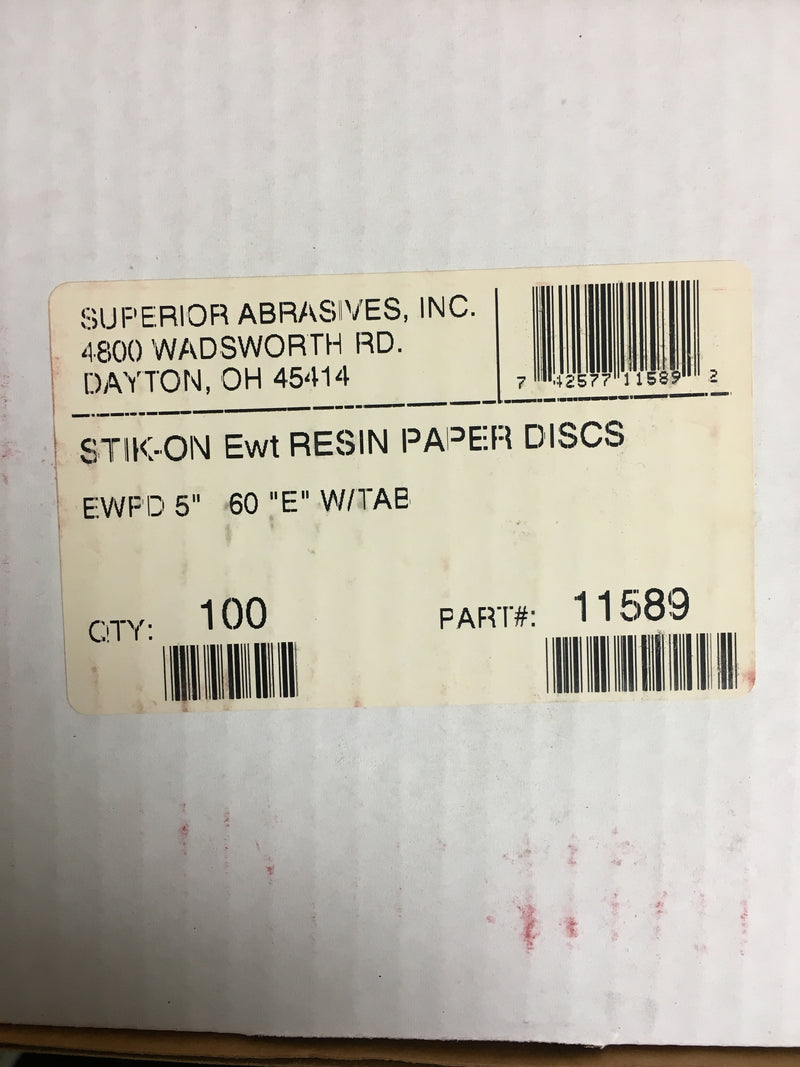 SUPERIOR ABRASIVES, INC.
4800 WADSWORTH RD.
DAYTON, OH 45414
7 42577 11589 2
STIK-ON Ewt RESIN PAPER DISCS
EWPD 5" 60 "E" W/TAB
QTY: 100
PART#: 11589